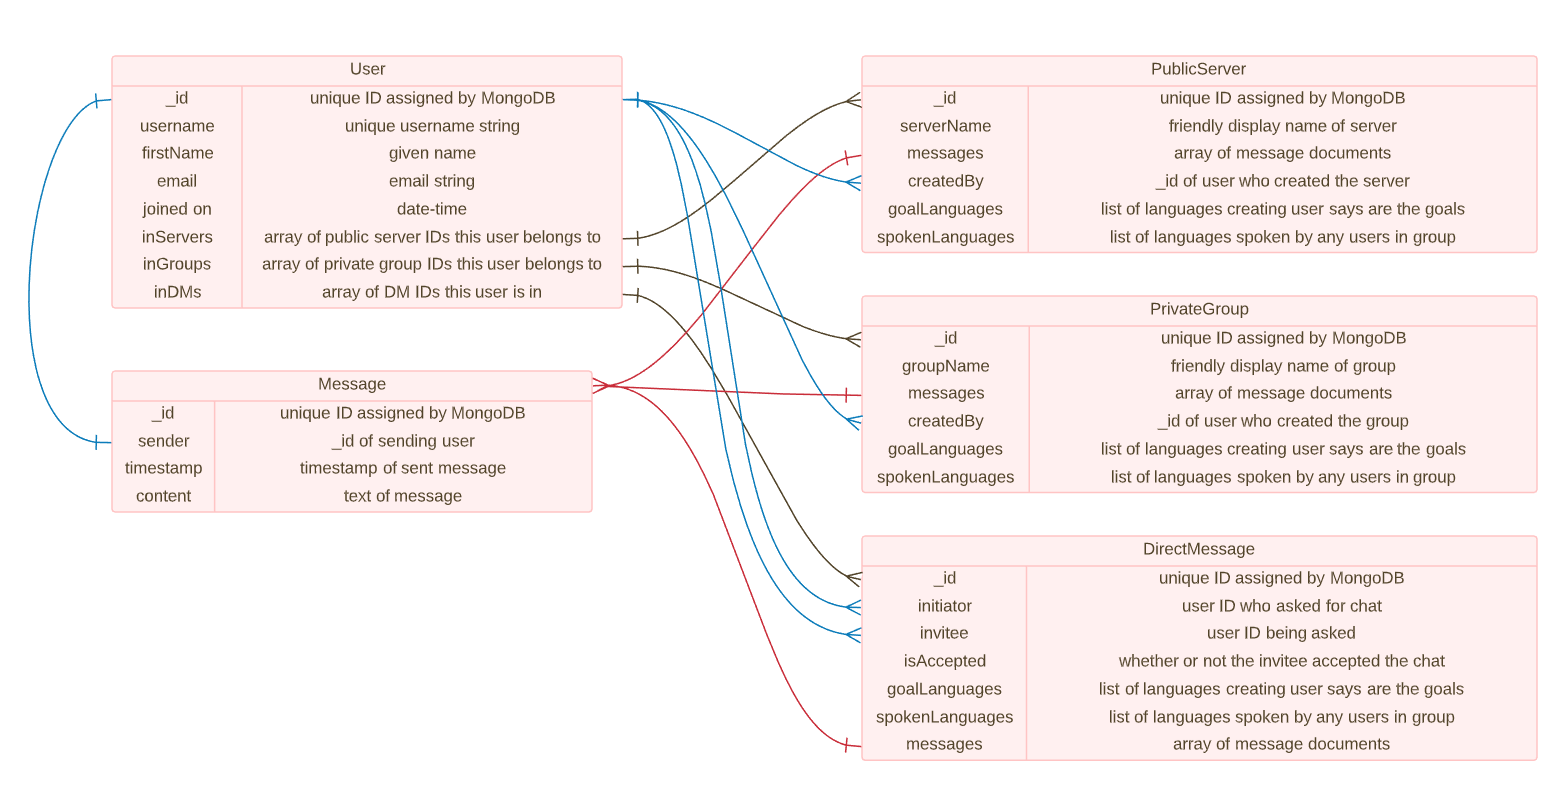 User
_id unique ID assigned by MongoDB
username unique username string
firstName given name
email email string
joined on date-time
inServers array of public server IDs this user belongs to
inGroups array of private group IDs this user belongs to
inDMs array of DM IDs this user is in
Message
_id unique ID assigned by MongoDB
sender _id of sending user
timestamp timestamp of sent message
content text of message
PublicServer
_id unique ID assigned by MongoDB
serverName friendly display name of server
messages array of message documents
createdBy _id of user who created the server
goalLanguages list of languages creating user says are the goals
spokenLanguages list of languages spoken by any users in group
PrivateGroup
_id unique ID assigned by MongoDB
groupName friendly display name of group
messages array of message documents
createdBy _id of user who created the group
goalLanguages list of languages creating user says are the goals
spokenLanguages list of languages spoken by any users in group
DirectMessage
_id unique ID assigned by MongoDB
initiator user ID who asked for chat
invitee user ID being asked
isAccepted whether or not the invitee accepted the chat
goalLanguages list of languages creating user says are the goals
spokenLanguages list of languages spoken by any users in group
messages array of message documents